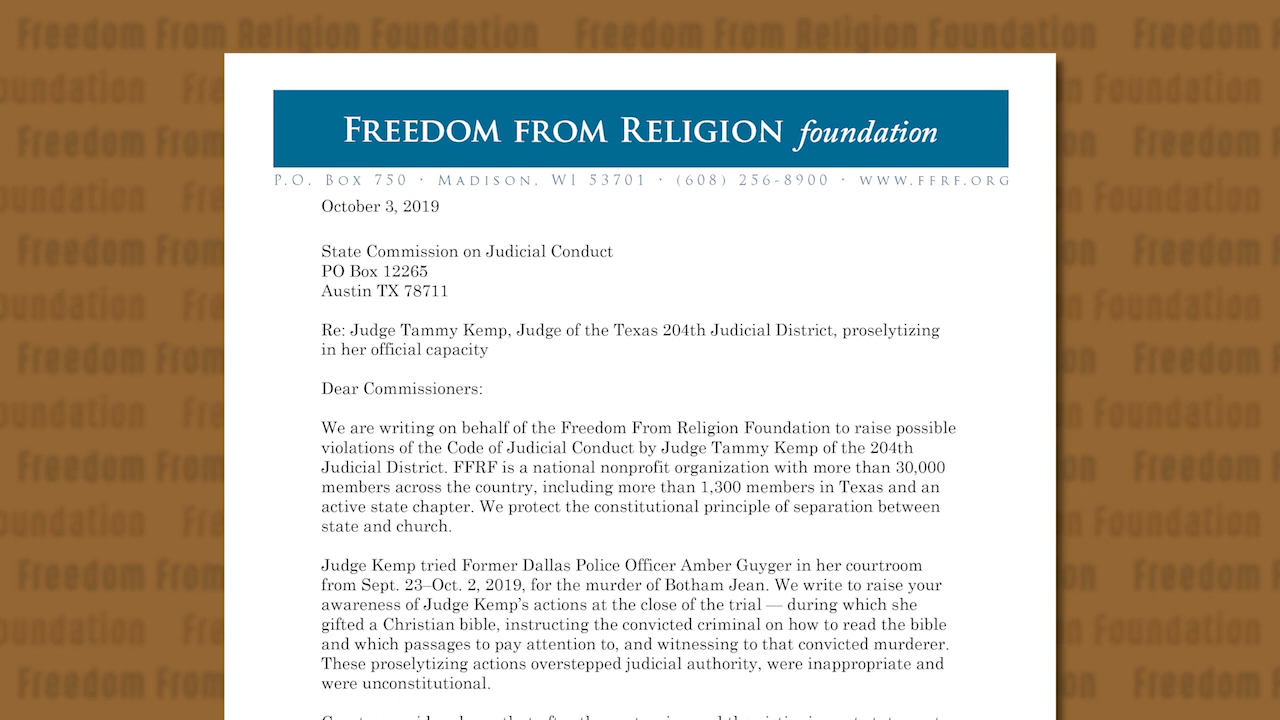 Freedom From Religion Foundation Freedom From Religion Foundation Freedom
Foundation
FREEDOM FROM RELIGION foundation
P.O. BOX 750 · MADISON, WI 53701 · (608) 256-8900 · WWW.FFRF.ORG
October 3, 2019
State Commission on Judicial Conduct
PO Box 12265
Austin TX 78711
Re: Judge Tammy Kemp, Judge of the Texas 204th Judicial District, proselytizing
in her official capacity
Dear Commissioners:
We are writing on behalf of the Freedom From Religion Foundation to raise possible
violations of the Code of Judicial Conduct by Judge Tammy Kemp of the 204th
Judicial District. FFRF is a national nonprofit organization with more than 30,000
members across the country, including more than 1,300 members in Texas and an
active state chapter. We protect the constitutional principle of separation between
state and church.
Judge Kemp tried Former Dallas Police Officer Amber Guyger in her courtroom
from Sept. 23–Oct. 2, 2019, for the murder of Botham Jean. We write to raise your
awareness of Judge Kemp's actions at the close of the trial — during which she
gifted a Christian bible, instructing the convicted criminal on how to read the bible
and which passages to pay attention to, and witnessing to that convicted murderer.
These proselytizing actions overstepped judicial authority, were inappropriate and
were unconstitutional.